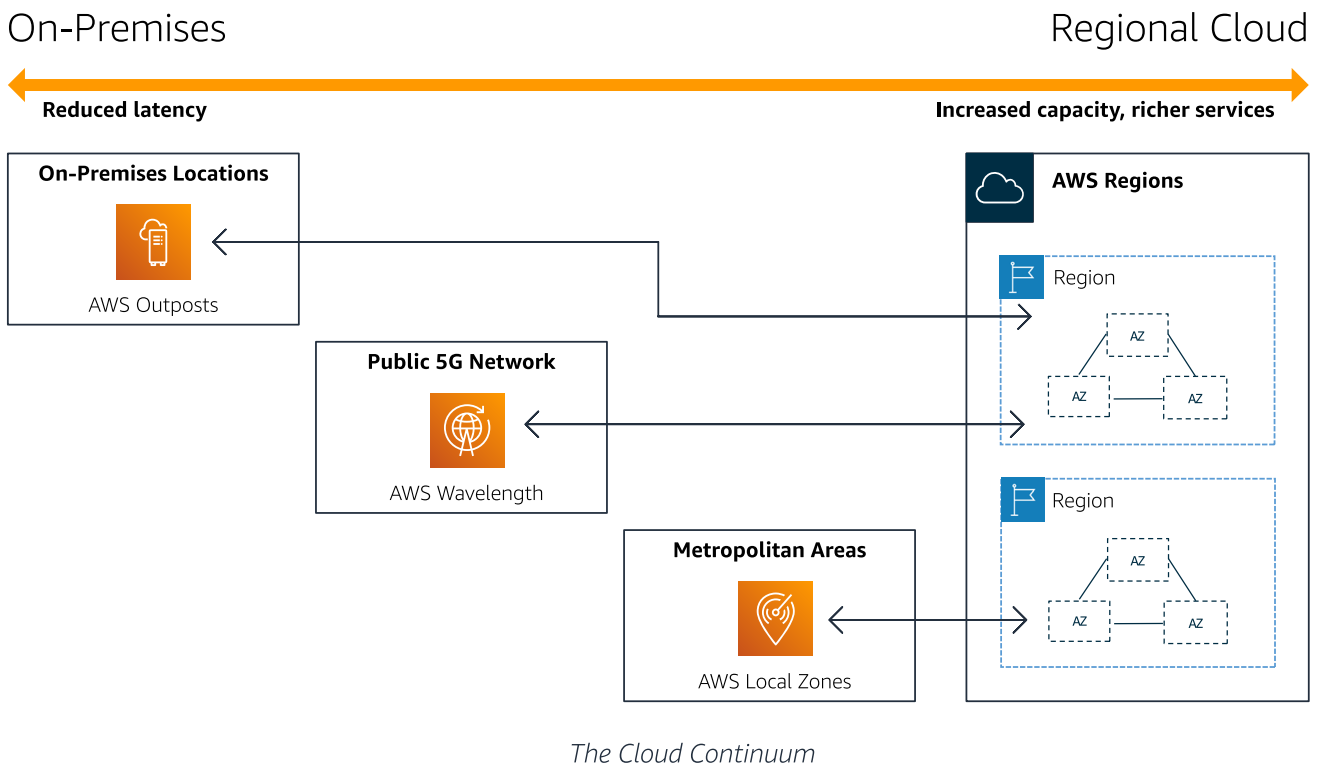 On-Premises
Regional Cloud
Reduced latency
Increased capacity, richer services
On-Premises Locations
AWS Outposts
Public 5G Network
AWS Wavelength
Metropolitan Areas
AWS Local Zones
AWS Regions
Region
AZ
AZ
AZ
Region
AZ
AZ
AZ
The Cloud Continuum